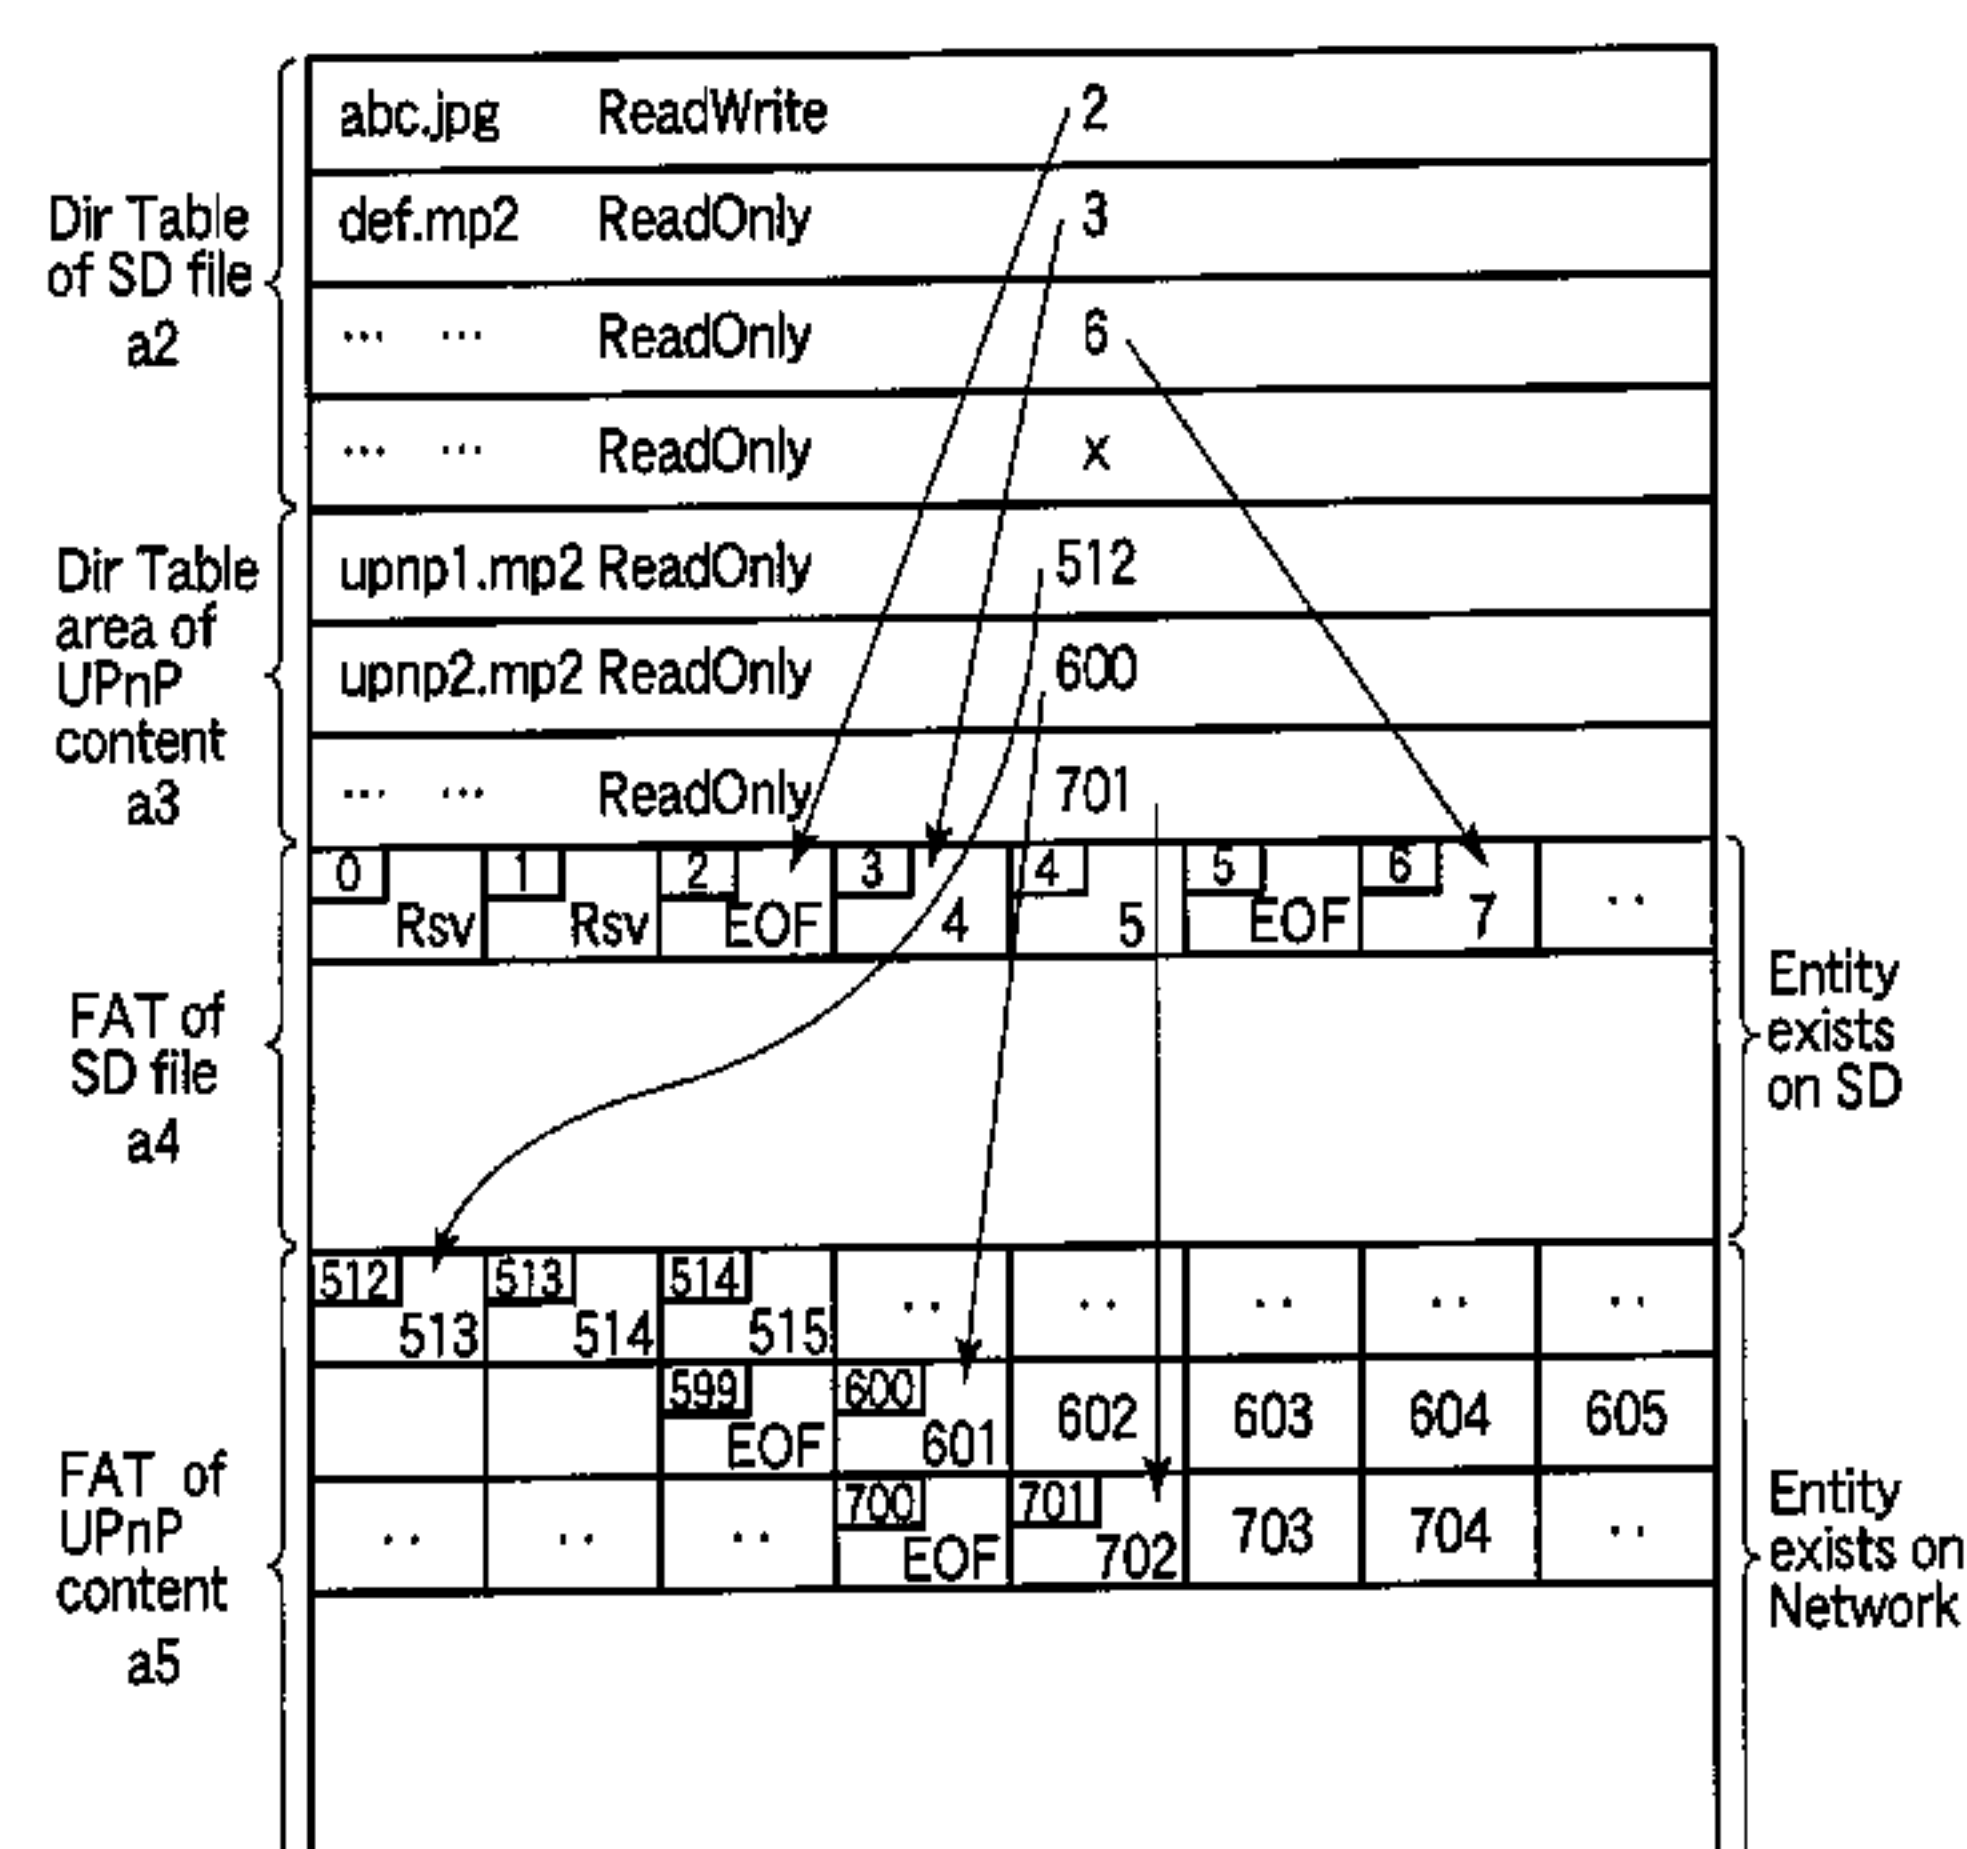 abc.jpg ReadWrite 2
def.mp2 ReadOnly 3
... ... ReadOnly 6
... ... ReadOnly x
Dir Table
of SD file
a2
upnp1.mp2 ReadOnly 512
upnp2.mp2 ReadOnly 600
... ... ReadOnly 701
Dir Table
area of
UPnP
content
a3
0 1 2 3 4 5 6
Rsv Rsv EOF 4 5 EOF 7 ..
FAT of
SD file
a4
Entity
exists
on SD
512 513 514
513 514 515 .. .. .. .. ..
599 600
EOF 601 602 603 604 605
700 701
.. .. .. EOF 702 703 704 ..
FAT of
UPnP
content
a5
Entity
exists on
Network